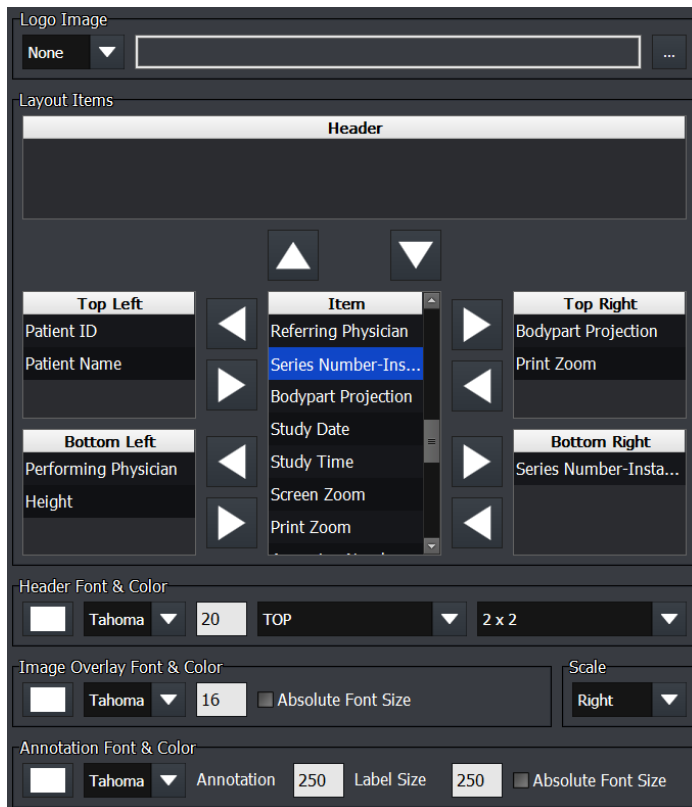 Logo Image
None
...
Layout Items
Header
Top Left
Item
Top Right
Patient ID
Referring Physician
Bodypart Projection
Patient Name
Series Number-Ins...
Print Zoom
Bodypart Projection
Study Date
Bottom Left
Bottom Right
Performing Physician
Study Time
Series Number-Insta...
Height
Screen Zoom
Print Zoom
Header Font & Color
Tahoma 20 TOP 2 x 2
Image Overlay Font & Color
Scale
Tahoma 16 Absolute Font Size
Right
Annotation Font & Color
Tahoma Annotation 250 Label Size 250 Absolute Font Size